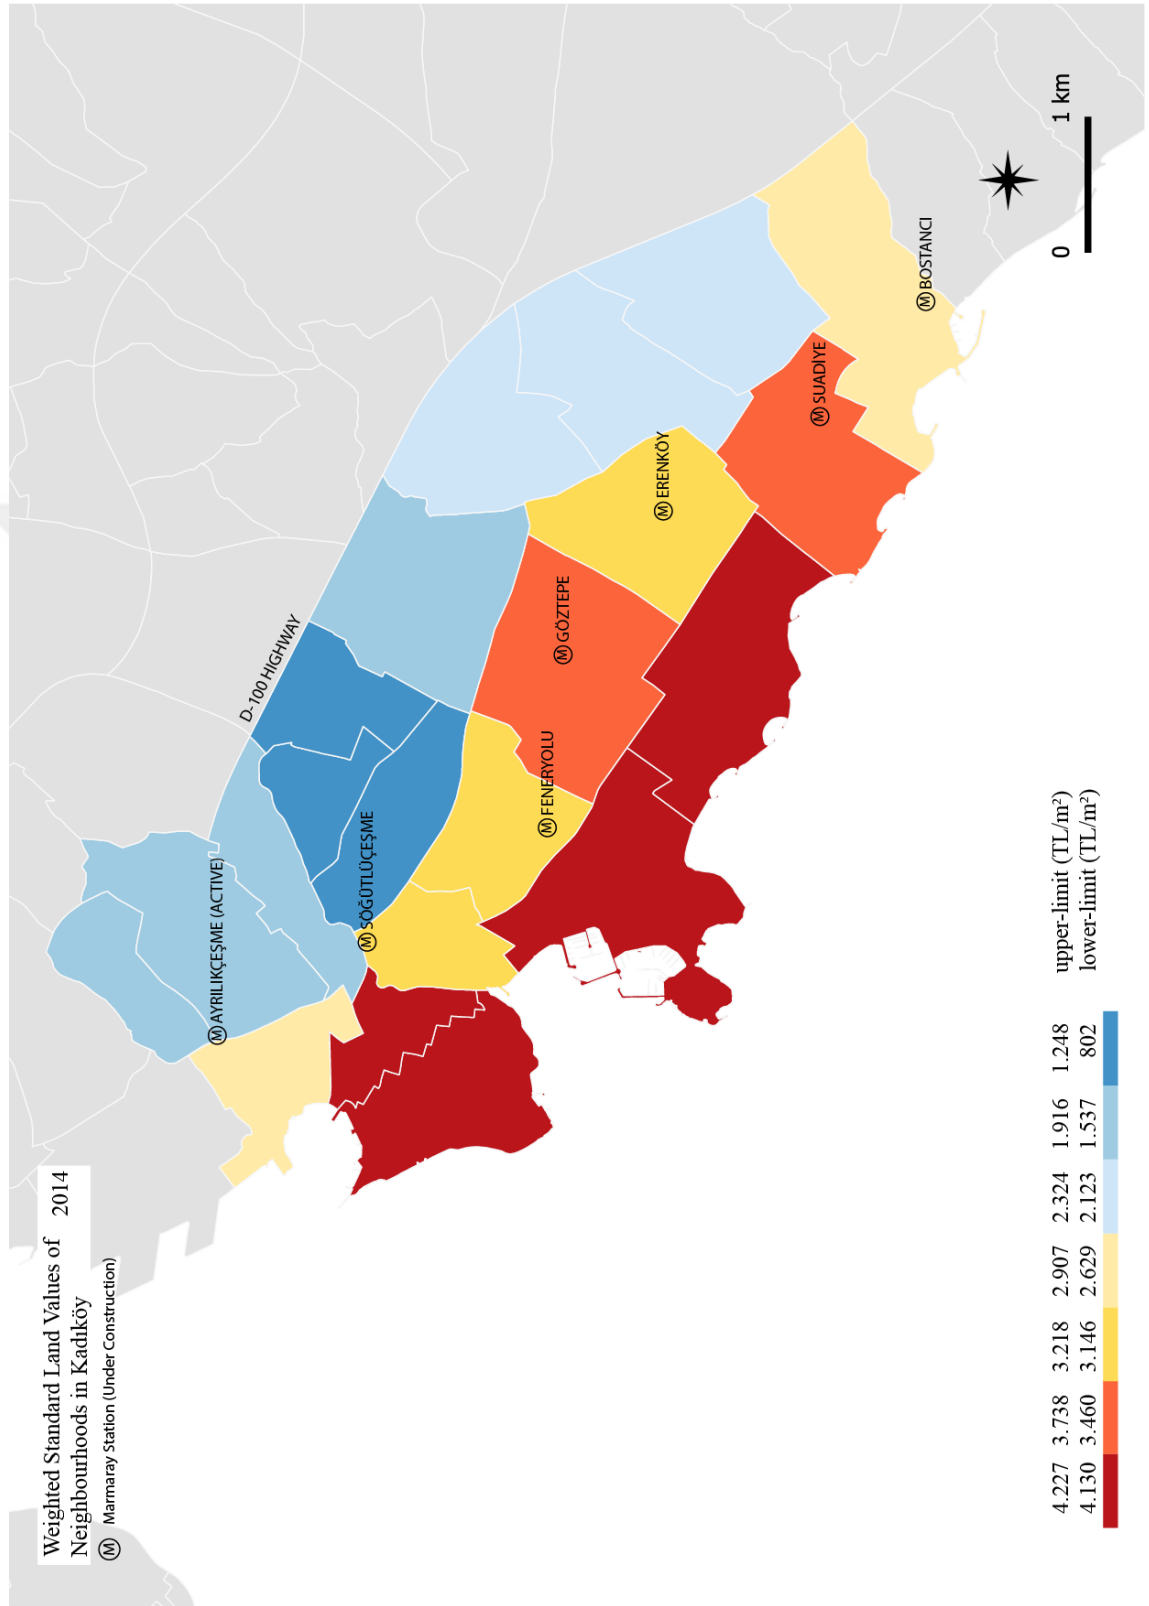 Weighted Standard Land Values of 2014
Neighbourhoods in Kadıköy
Ⓜ Marmaray Station (Under Construction)
D-100 HIGHWAY
Ⓜ AYRILIKÇEŞME (ACTIVE)
Ⓜ SÖĞÜTLÜÇEŞME
Ⓜ FENERYOLU
Ⓜ GÖZTEPE
Ⓜ ERENKÖY
Ⓜ SUADİYE
Ⓜ BOSTANCI
0 1 km
4.227 3.738 3.218 2.907 2.324 1.916 1.248 upper-limit (TL/m²)
4.130 3.460 3.146 2.629 2.123 1.537 802 lower-limit (TL/m²)